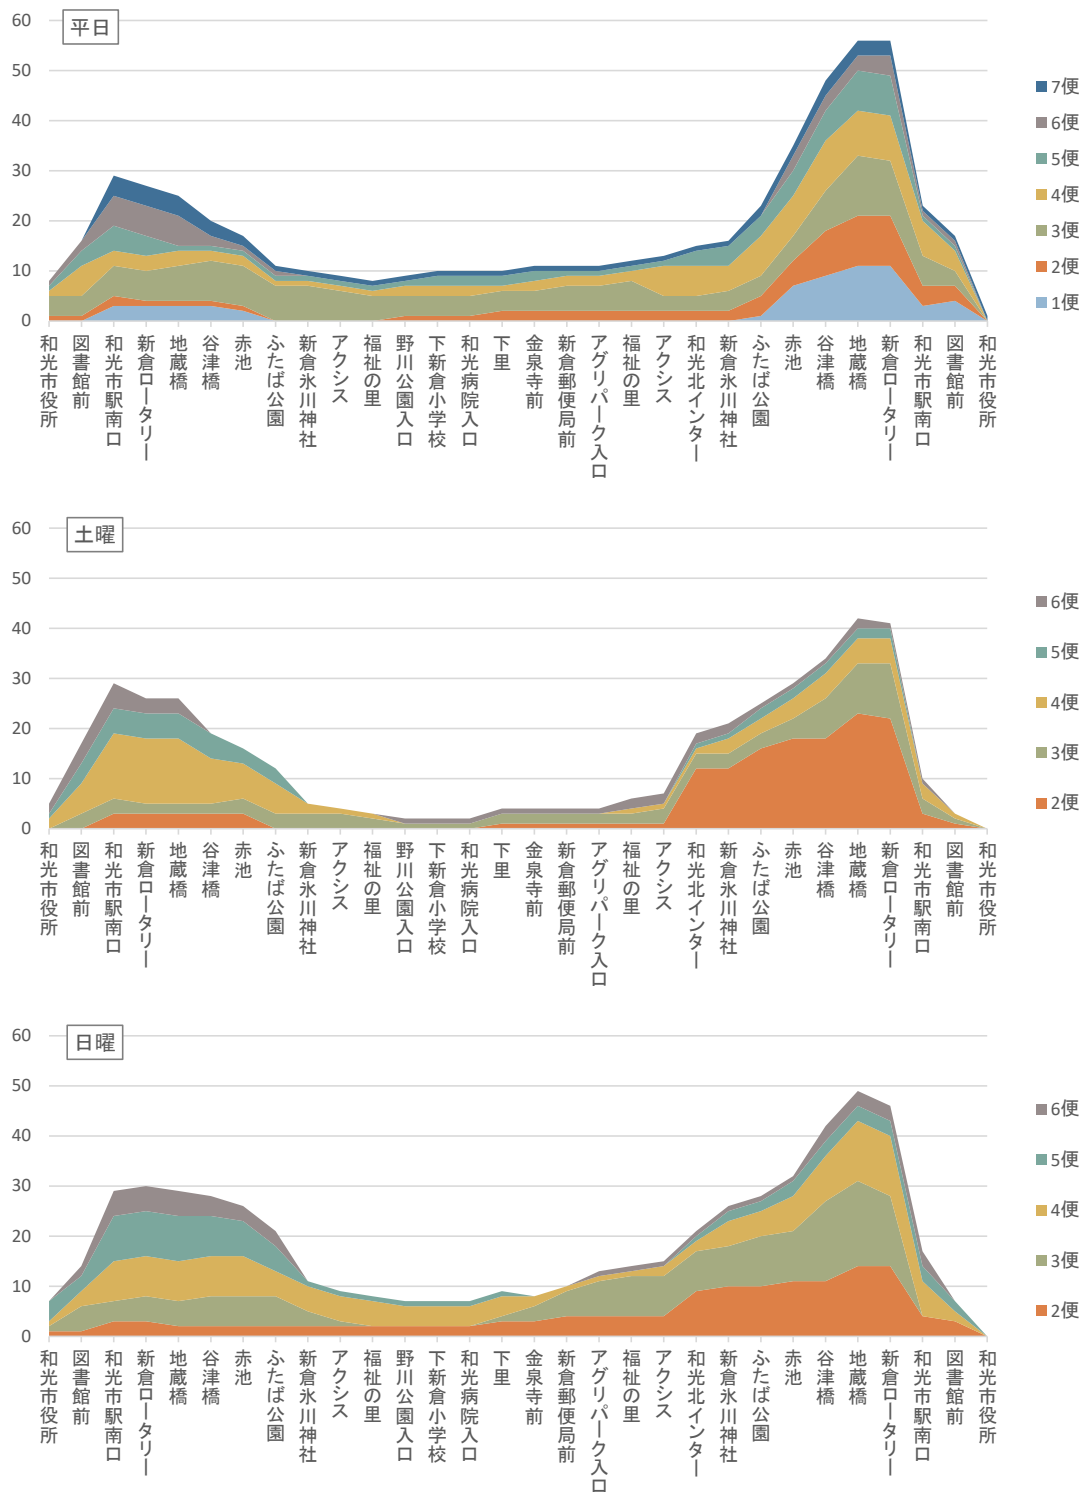 平日
60
50
40
30
20
10
0
7便
6便
5便
4便
3便
2便
1便
和光市役所
図書館前
和光市駅南口
新倉ロータリー
地蔵橋
谷津橋
赤池
ふたば公園
新倉氷川神社
アクシス
福祉の里
野川公園入口
下新倉小学校
和光病院入口
下里
金泉寺前
新倉郵便局前
アグリパーク入口
福祉の里
アクシス
和光北インター
新倉氷川神社
ふたば公園
赤池
谷津橋
地蔵橋
新倉ロータリー
和光市駅南口
図書館前
和光市役所
土曜
60
50
40
30
20
10
0
6便
5便
4便
3便
2便
和光市役所
図書館前
和光市駅南口
新倉ロータリー
地蔵橋
谷津橋
赤池
ふたば公園
新倉氷川神社
アクシス
福祉の里
野川公園入口
下新倉小学校
和光病院入口
下里
金泉寺前
新倉郵便局前
アグリパーク入口
福祉の里
アクシス
和光北インター
新倉氷川神社
ふたば公園
赤池
谷津橋
地蔵橋
新倉ロータリー
和光市駅南口
図書館前
和光市役所
日曜
60
50
40
30
20
10
0
6便
5便
4便
3便
2便
和光市役所
図書館前
和光市駅南口
新倉ロータリー
地蔵橋
谷津橋
赤池
ふたば公園
新倉氷川神社
アクシス
福祉の里
野川公園入口
下新倉小学校
和光病院入口
下里
金泉寺前
新倉郵便局前
アグリパーク入口
福祉の里
アクシス
和光北インター
新倉氷川神社
ふたば公園
赤池
谷津橋
地蔵橋
新倉ロータリー
和光市駅南口
図書館前
和光市役所